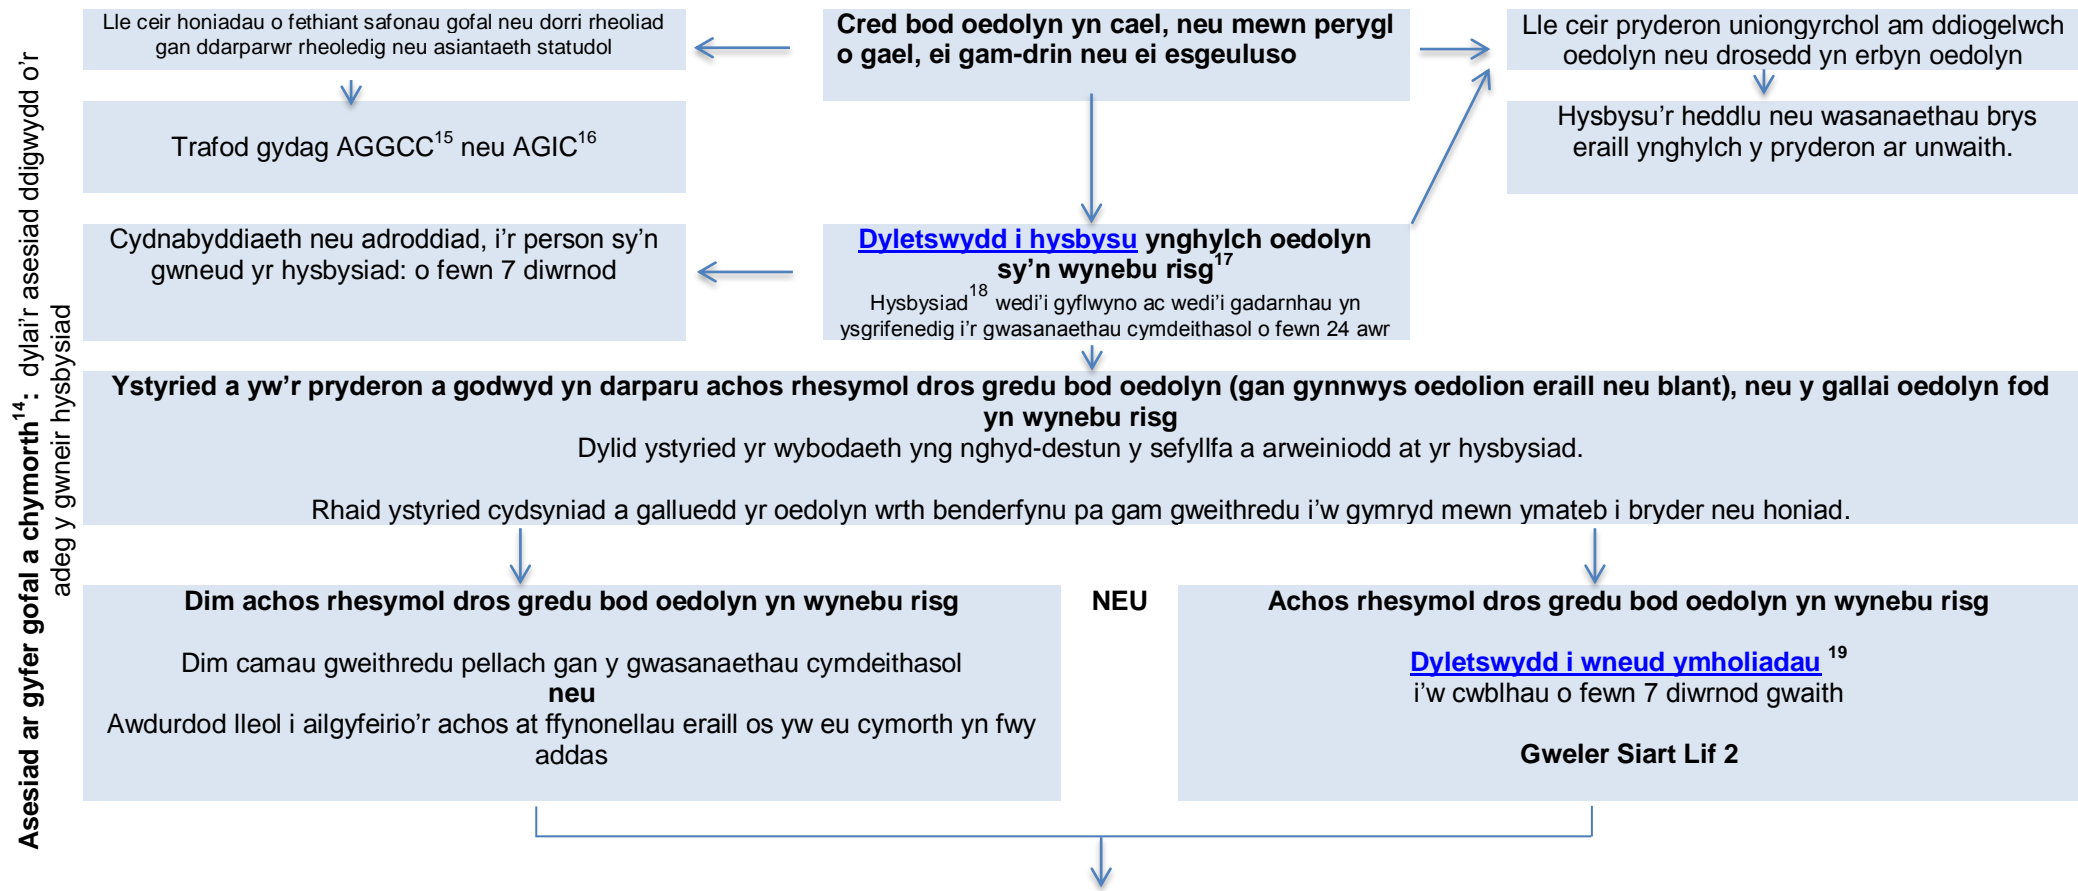 Asesiad ar gyfer gofal a chymorth14: dylai’r asesiad ddigwydd o’r
adeg y gwneir hysbysiad
Lle ceir honiadau o fethiant safonau gofal neu dorri rheoliad
gan ddarparwr rheoledig neu asiantaeth statudol
Cred bod oedolyn yn cael, neu mewn perygl
o gael, ei gam-drin neu ei esgeuluso
Lle ceir pryderon uniongyrchol am ddiogelwch
oedolyn neu drosedd yn erbyn oedolyn
Trafod gydag AGGCC15 neu AGIC16
Hysbysu’r heddlu neu wasanaethau brys
eraill ynghylch y pryderon ar unwaith.
Cydnabyddiaeth neu adroddiad, i’r person sy’n
gwneud yr hysbysiad: o fewn 7 diwrnod
Dyletswydd i hysbysu ynghylch oedolyn
sy’n wynebu risg17
Hysbysiad18 wedi’i gyflwyno ac wedi’i gadarnhau yn
ysgrifenedig i’r gwasanaethau cymdeithasol o fewn 24 awr
Ystyried a yw’r pryderon a godwyd yn darparu achos rhesymol dros gredu bod oedolyn (gan gynnwys oedolion eraill neu blant), neu y gallai oedolyn fod
yn wynebu risg
Dylid ystyried yr wybodaeth yng nghyd-destun y sefyllfa a arweiniodd at yr hysbysiad.
Rhaid ystyried cydsyniad a galluedd yr oedolyn wrth benderfynu pa gam gweithredu i’w gymryd mewn ymateb i bryder neu honiad.
Dim achos rhesymol dros gredu bod oedolyn yn wynebu risg
Dim camau gweithredu pellach gan y gwasanaethau cymdeithasol
neu
Awdurdod lleol i ailgyfeirio’r achos at ffynonellau eraill os yw eu cymorth yn fwy
addas
NEU
Achos rhesymol dros gredu bod oedolyn yn wynebu risg
Dyletswydd i wneud ymholiadau 19
i’w cwblhau o fewn 7 diwrnod gwaith
Gweler Siart Lif 2